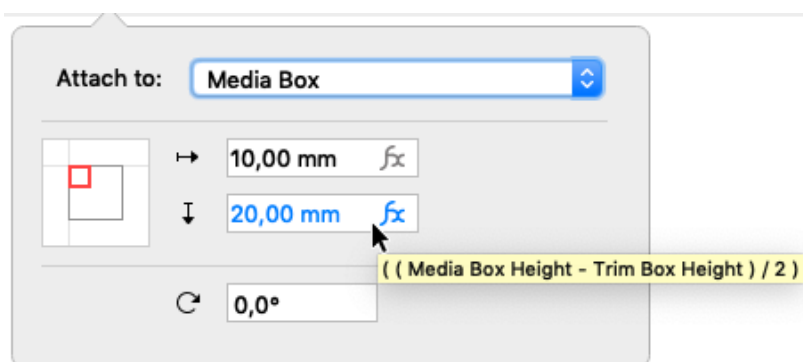 Attach to: Media Box
10,00 mm fx
20,00 mm fx
( ( Media Box Height - Trim Box Height ) / 2 )
0,0°